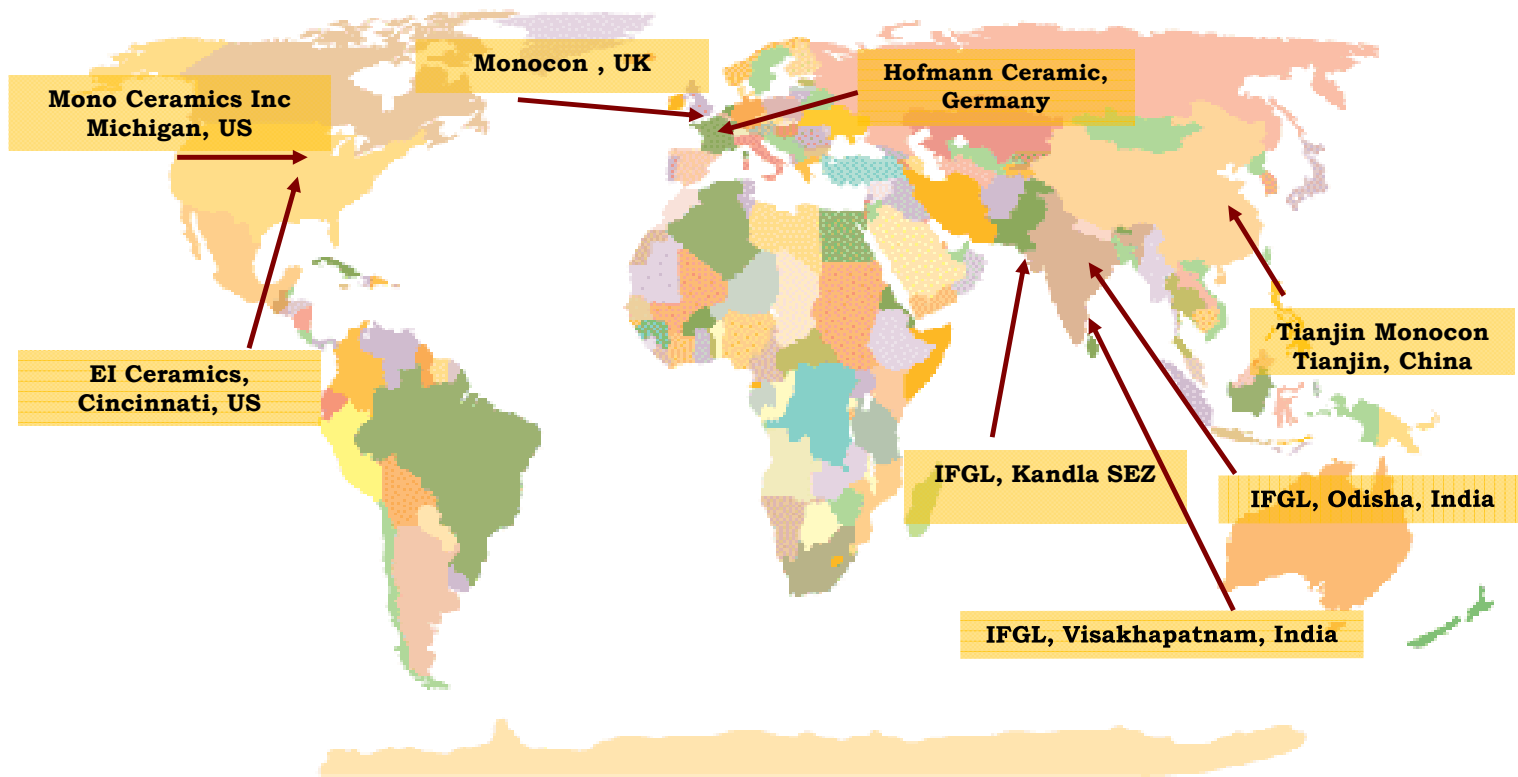 Monocon , UK
Hofmann Ceramic,
Germany
Mono Ceramics Inc
Michigan, US
Tianjin Monocon
Tianjin, China
EI Ceramics,
Cincinnati, US
IFGL, Kandla SEZ
IFGL, Odisha, India
IFGL, Visakhapatnam, India